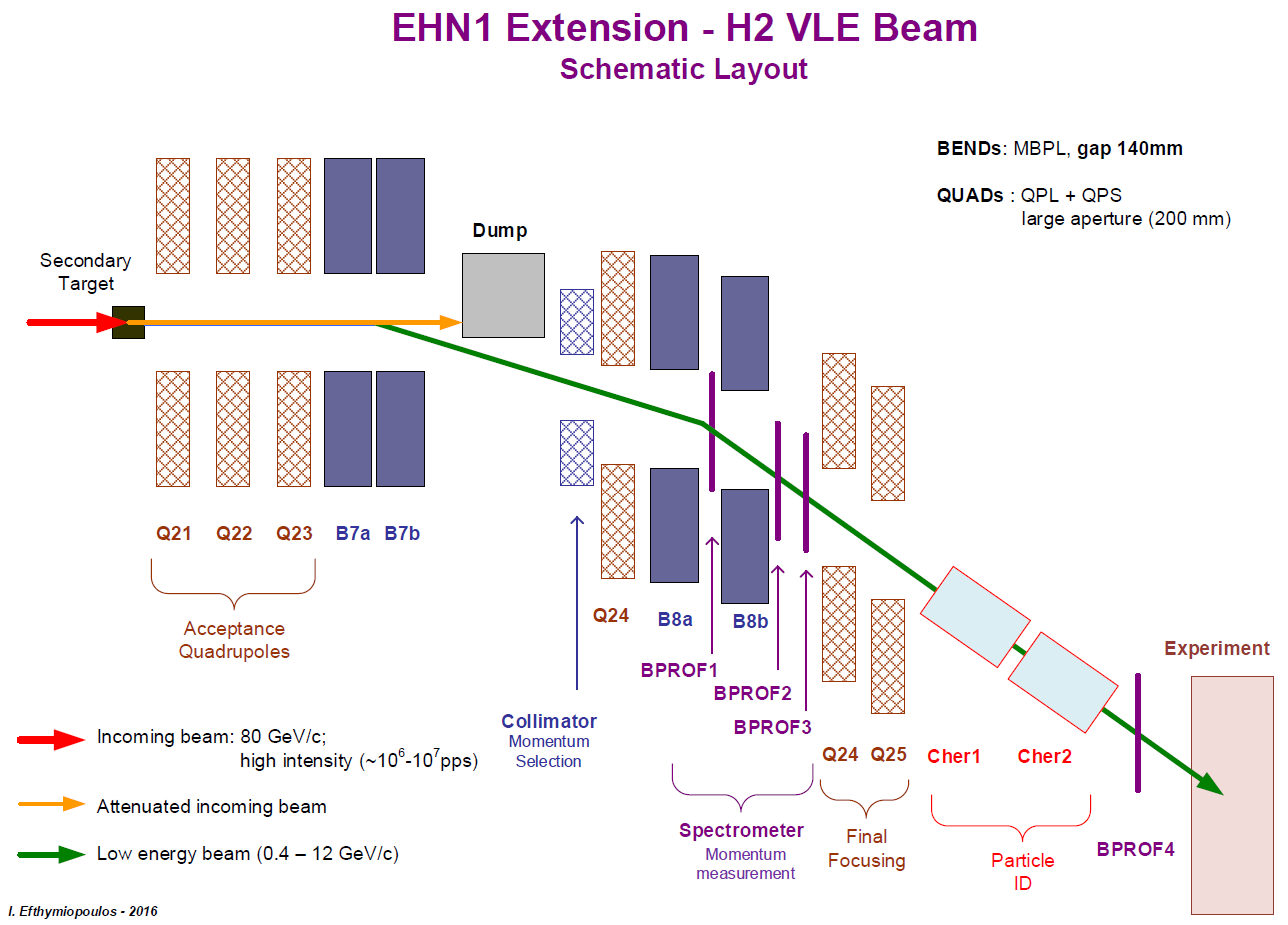 EHN1 Extension - H2 VLE Beam
Schematic Layout
BENDs: MBPL, gap 140mm
QUADs : QPL + QPS
large aperture (200 mm)
Secondary
Target
Dump
Q21 Q22 Q23 B7a B7b
Acceptance
Quadrupoles
Q24
B8a
B8b
BPROF1
BPROF2
BPROF3
Collimator
Momentum
Selection
Q24 Q25
Cher1 Cher2
Experiment
Spectrometer
Momentum
measurement
Final
Focusing
Particle
ID
BPROF4
Incoming beam: 80 GeV/c;
high intensity (~10⁶-10⁷pps)
Attenuated incoming beam
Low energy beam (0.4 – 12 GeV/c)
I. Efthymiopoulos - 2016